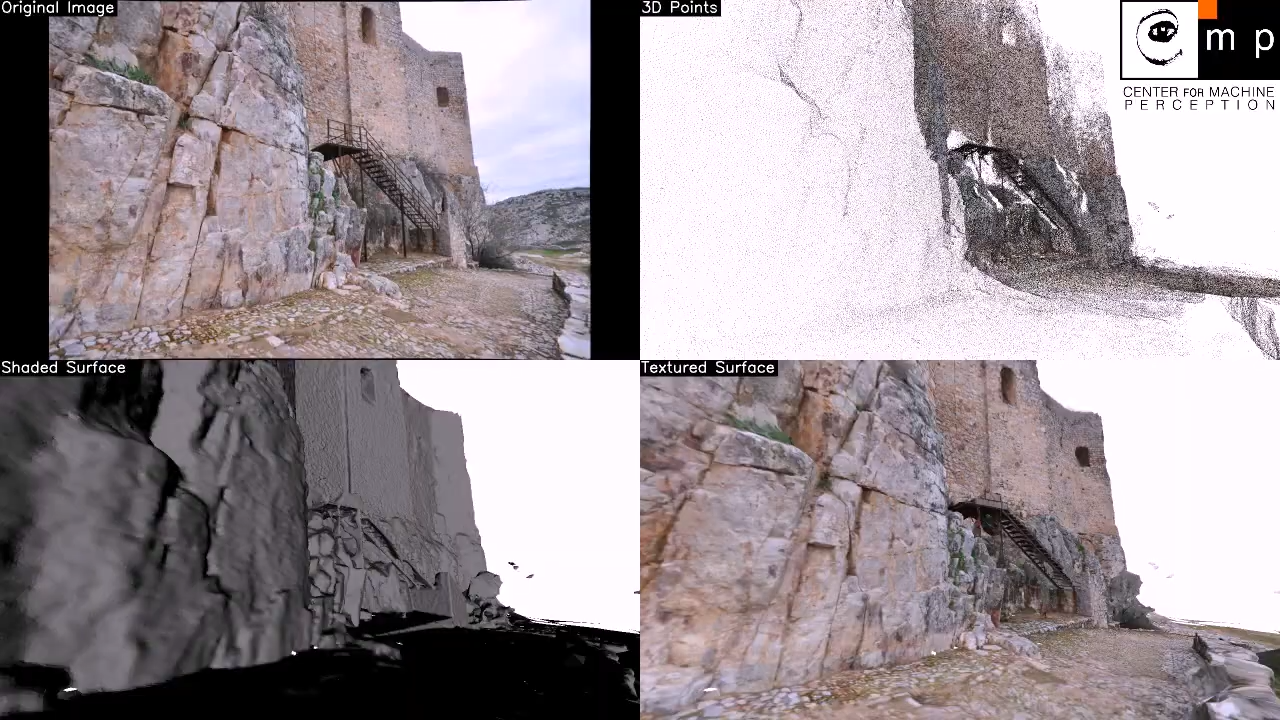 Original Image
3D Points
m p
CENTER FOR MACHINE
PERCEPTION
Shaded Surface
Textured Surface